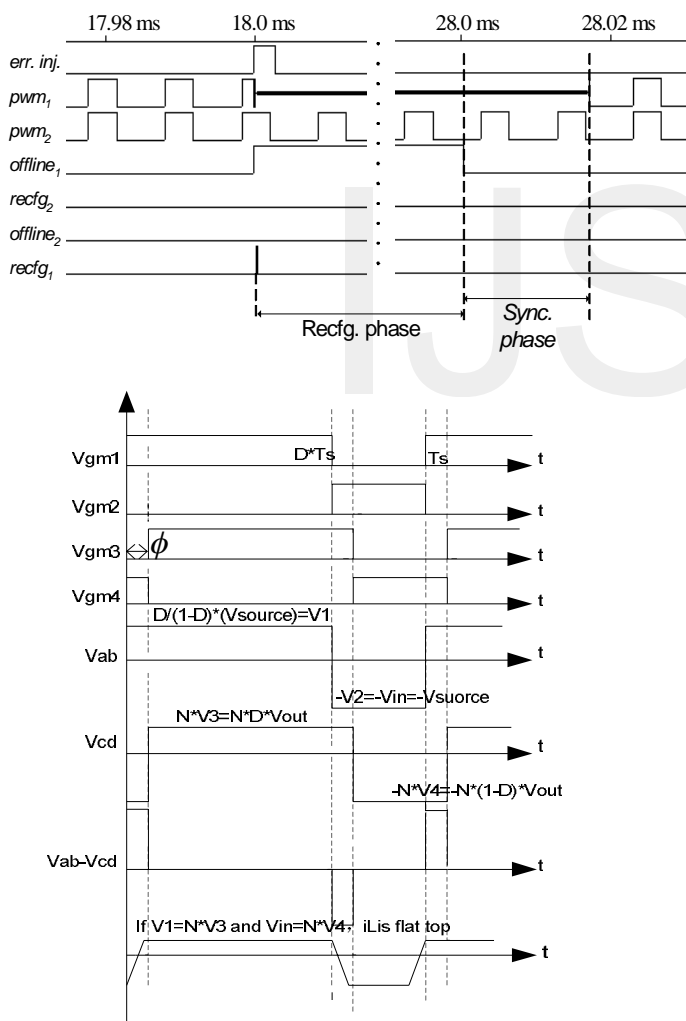 17.98 ms 18.0 ms 28.0 ms 28.02 ms
err. inj.
pwm1
pwm2
offline1
recfg2
offline2
recfg1
Recfg. phase
Sync.
phase
IJS
Vgm1 D*Ts Ts t
Vgm2 t
Vgm3 ϕ t
Vgm4 t
D/(1-D)*(Vsource)=V1
Vab t
-V2=-Vin=-Vsuorce
N*V3=N*D*Vout
Vcd t
-N*V4=-N*(1-D)*Vout
Vab-Vcd t
If V1=N*V3 and Vin=N*V4, iLis flat top
t